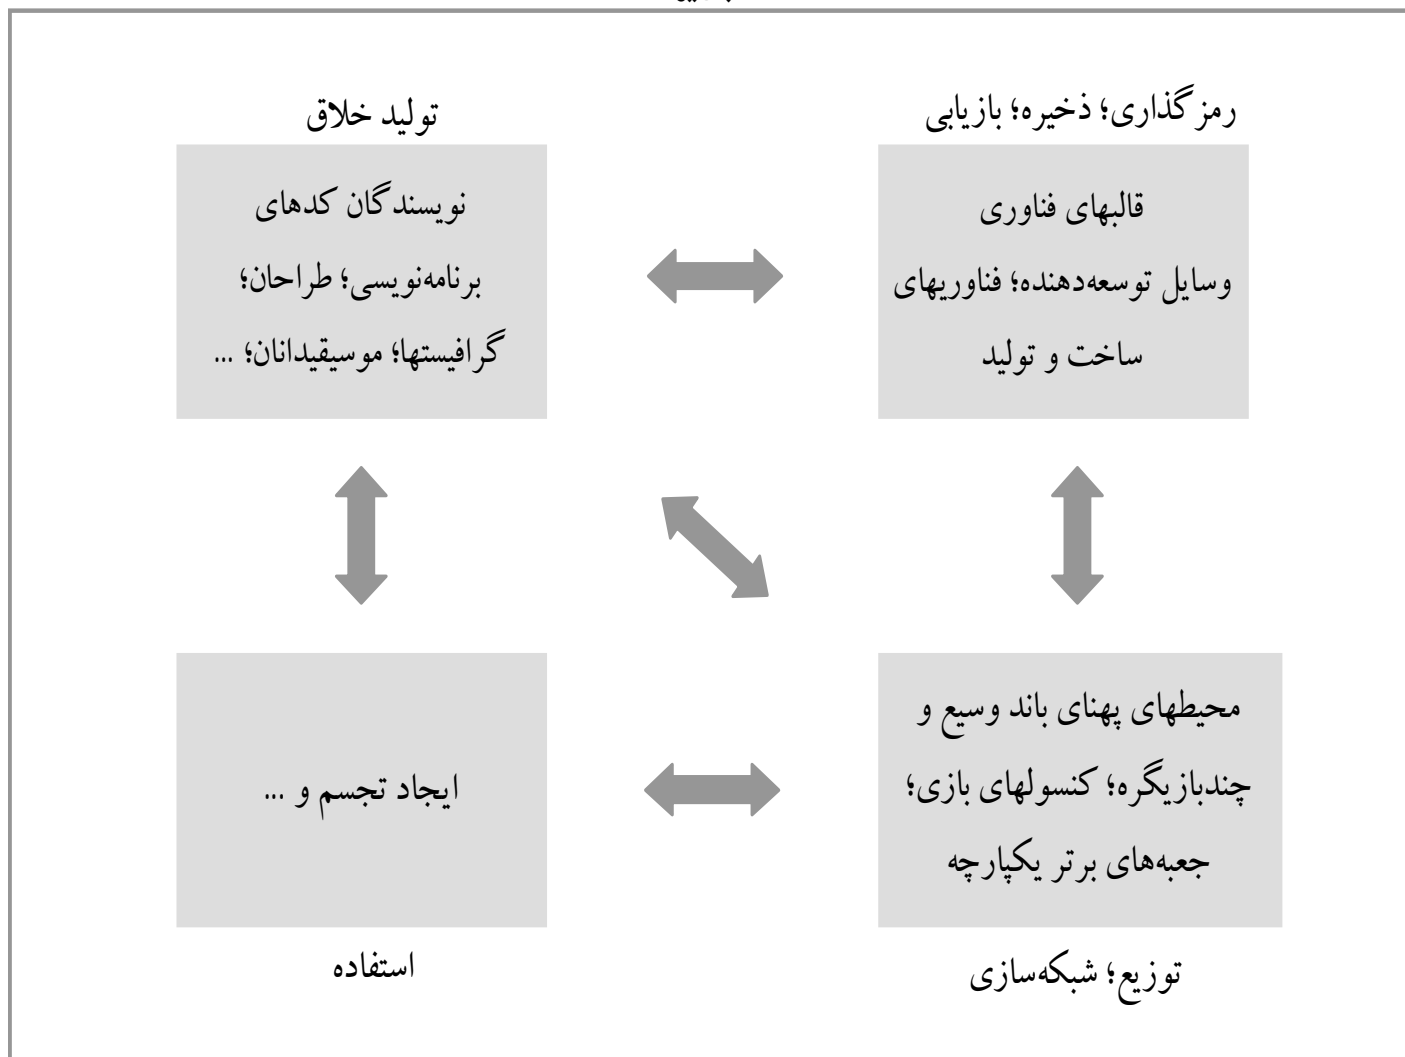 رمزگذاری؛ ذخیره؛ بازیابی
قالبهای فناوری
وسایل توسعه‌دهنده؛ فناوریهای
ساخت و تولید
تولید خلاق
نویسندگان کدهای
برنامه‌نویسی؛ طراحان؛
گرافیستها؛ موسیقیدانان؛ ...
محیطهای پهنای باند وسیع و
چندبازیگره؛ کنسولهای بازی؛
جعبه‌های برتر یکپارچه
توزیع؛ شبکه‌سازی
ایجاد تجسم و ...
استفاده